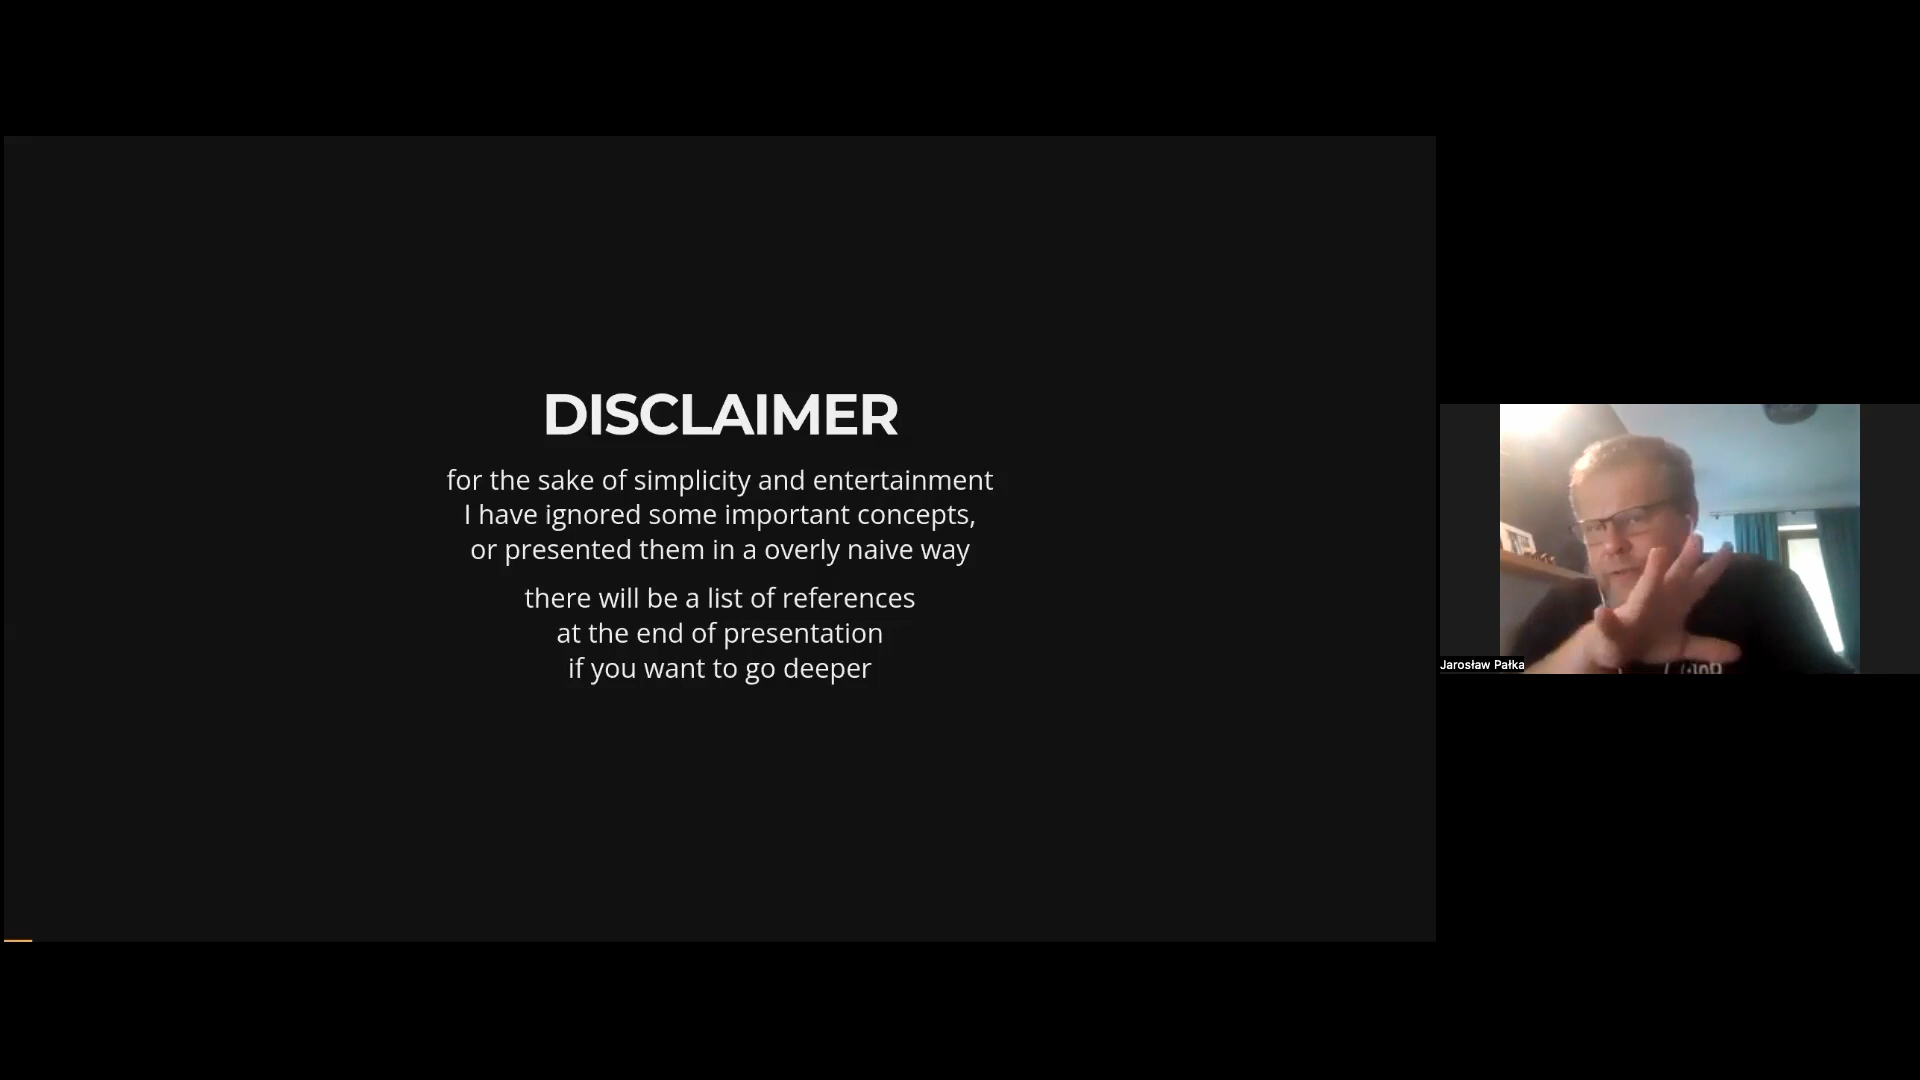 DISCLAIMER
for the sake of simplicity and entertainment
I have ignored some important concepts,
or presented them in a overly naive way
there will be a list of references
at the end of presentation
if you want to go deeper
Jarosław Pałka